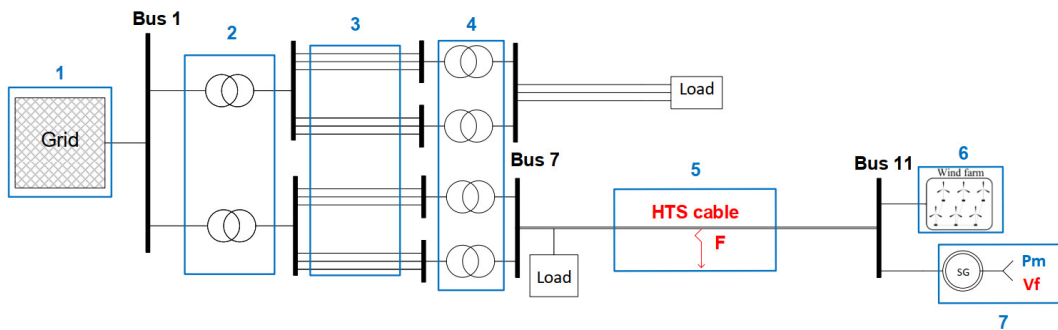 Bus 1
2
3
4
1
Grid
Load
Bus 7
5
HTS cable
F
Load
Bus 11
6
Wind farm
SG
Pm
Vf
7